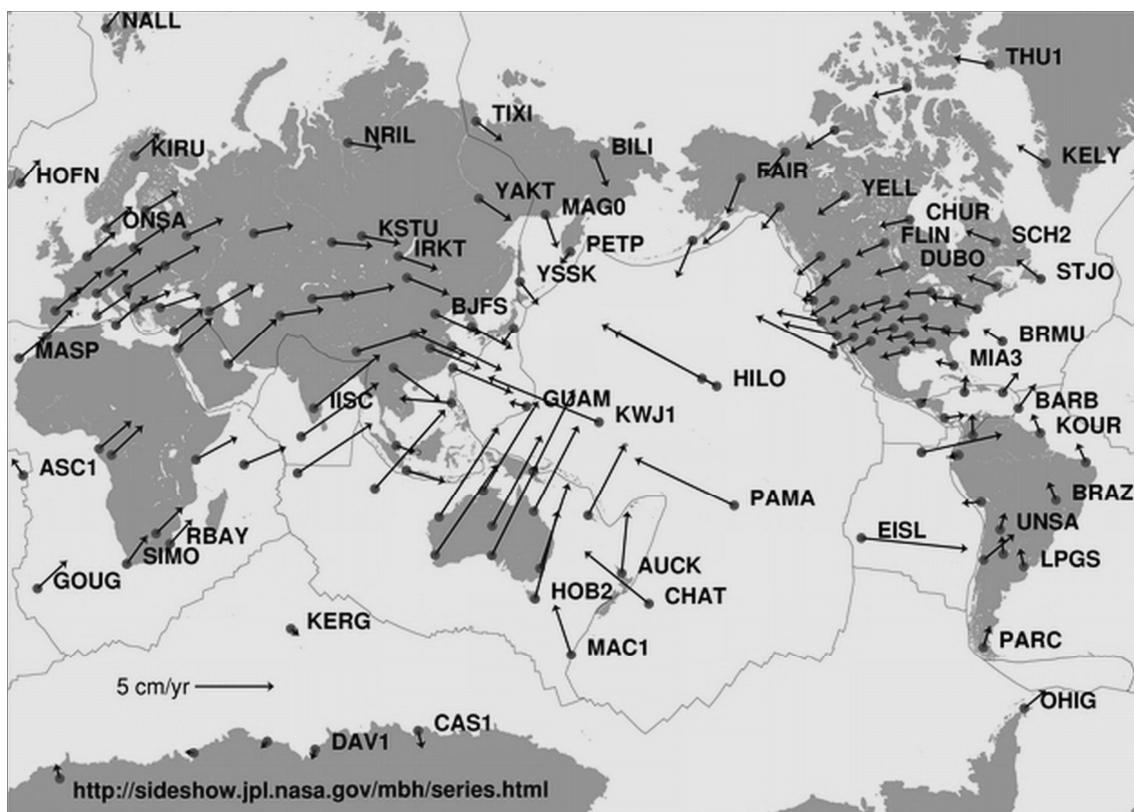 NALL
THU1
TIXI
NRIL
KIRU
BILI
KELY
HOFN
FAIR
YAKT
YELL
MAG0
ONSA
CHUR
KSTU
FLIN
SCH2
IRKT
PETP
DUBO
YSSK
STJO
BJFS
BRMU
MASP
MIA3
HILO
IISC
GUAM
BARB
KWJ1
KOUR
ASC1
PAMA
BRAZ
EISL
UNSA
RBAY
SIMO
LPGS
AUCK
GOUG
HOB2
CHAT
KERG
PARC
MAC1
5 cm/yr
OHIG
CAS1
DAV1
http://sideshow.jpl.nasa.gov/mbh/series.html